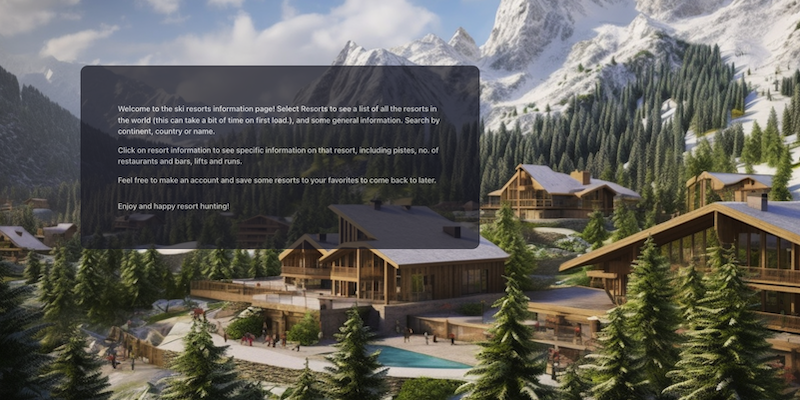 Welcome to the ski resorts information page! Select Resorts to see a list of all the resorts in
the world (this can take a bit of time on first load.), and some general information. Search by
continent, country or name.
Click on resort information to see specific information on that resort, including pistes, no. of
restaurants and bars, lifts and runs.
Feel free to make an account and save some resorts to your favorites to come back to later.
Enjoy and happy resort hunting!